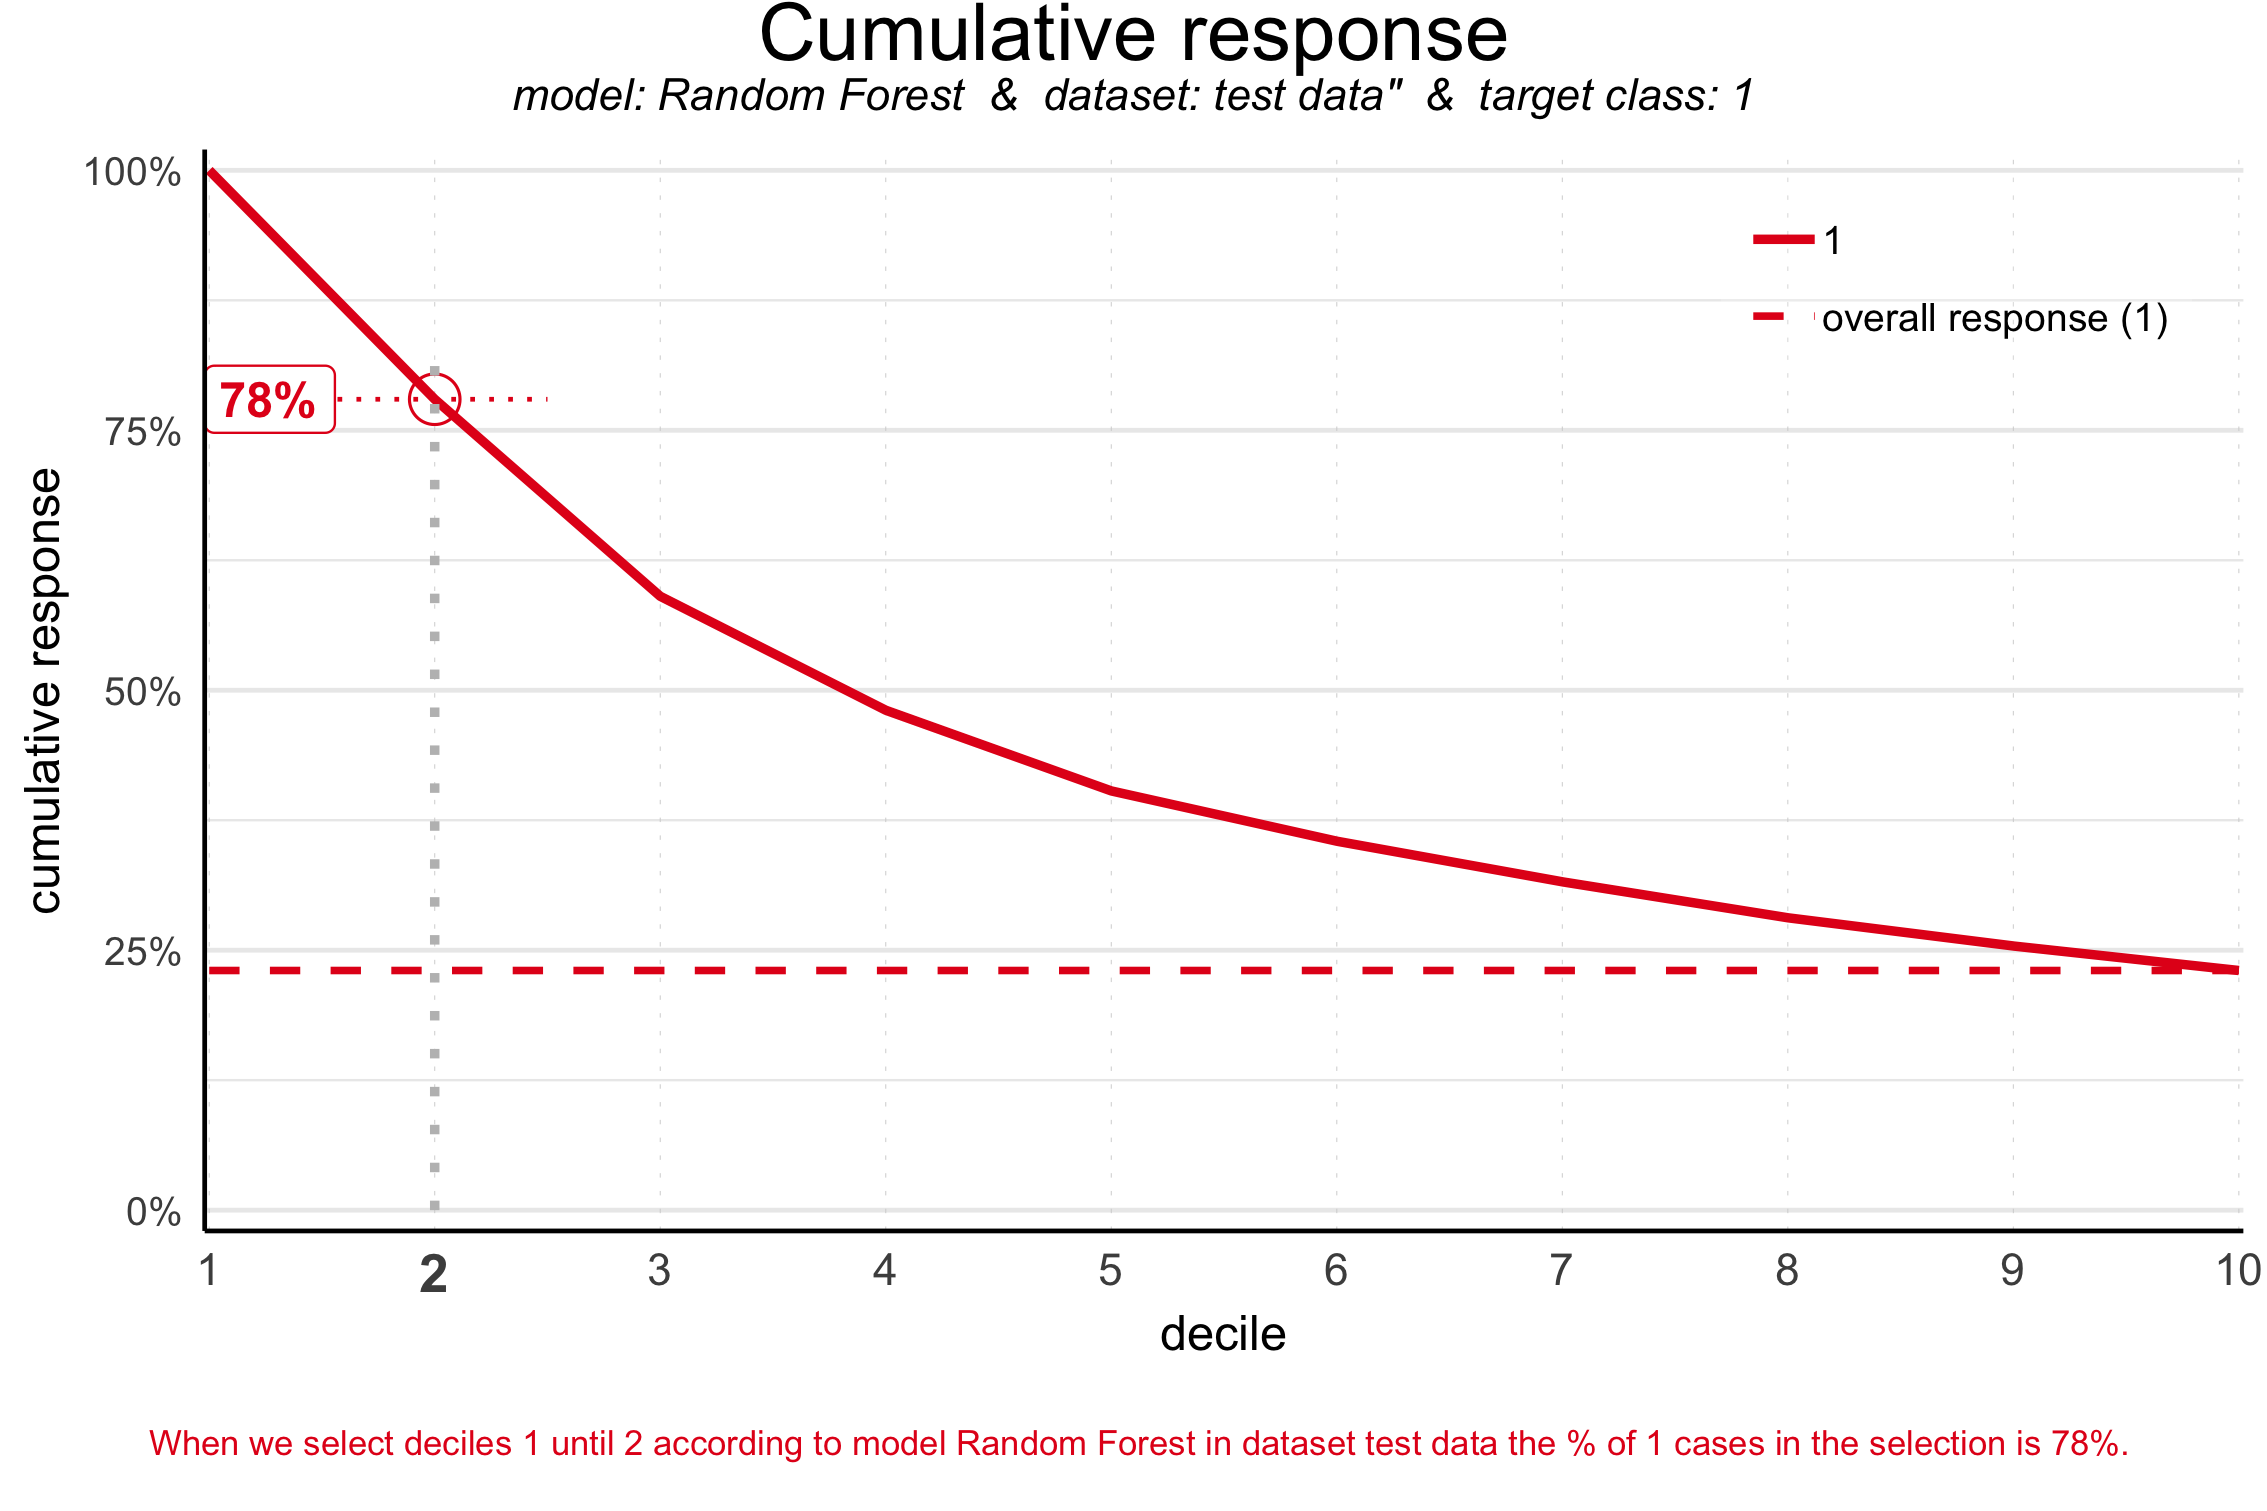 Cumulative response
model: Random Forest & dataset: test data" & target class: 1
100%
1
overall response (1)
78%
75%
cumulative response
50%
25%
0%
1 2 3 4 5 6 7 8 9 10
decile
When we select deciles 1 until 2 according to model Random Forest in dataset test data the % of 1 cases in the selection is 78%.